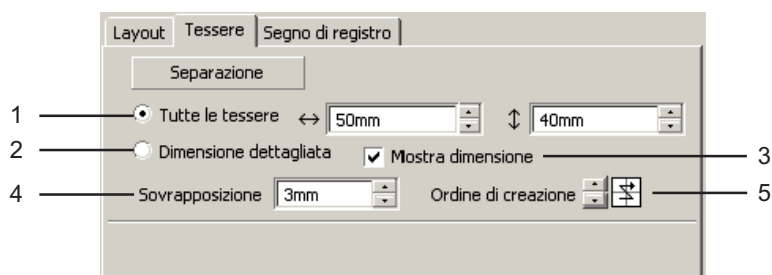 Layout Tessere Segno di registro
Separazione
1 Tutte le tessere 50mm 40mm
2 Dimensione dettagliata Mostra dimensione 3
4 Sovrapposizione 3mm Ordine di creazione 5